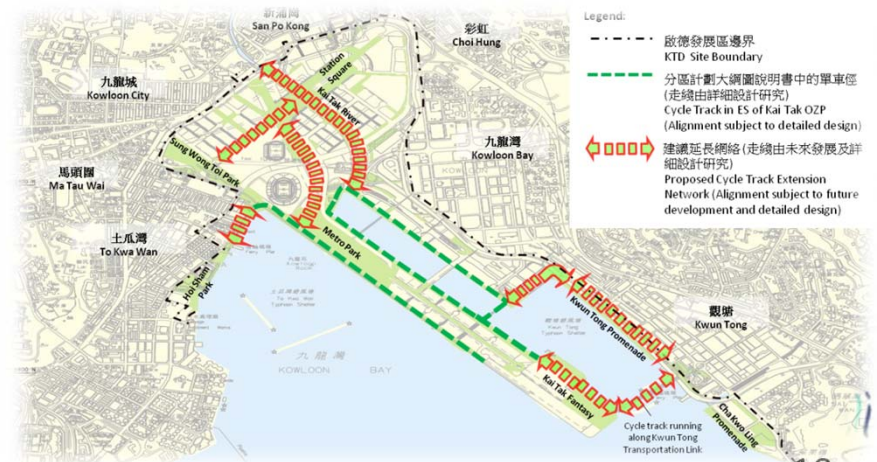 新蒲崗
San Po Kong
彩虹
Choi Hung
Station
Square
Kai Tak River
九龍城
Kowloon City
九龍灣
Kowloon Bay
Sung Wong Toi Park
馬頭圍
Ma Tau Wai
土瓜灣
To Kwa Wan
Hoi Sham
Park
Metro Park
九龍灣
KOWLOON BAY
Kwun Tong Promenade
觀塘
Kwun Tong
Kai Tak Fantasy
Cha Kwo Ling
Promenade
Cycle track running
along Kwun Tong
Transportation Link
Legend:
啟德發展區邊界
KTD Site Boundary
分區計劃大綱圖說明書中的單車徑
(走綫由詳細設計研究)
Cycle Track in ES of Kai Tak OZP
(Alignment subject to detailed design)
建議延長網絡 (走綫由未來發展及詳
細設計研究)
Proposed Cycle Track Extension
Network (Alignment subject to future
development and detailed design)